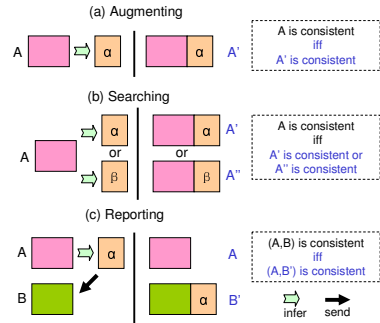 (a) Augmenting
A α α A'
A is consistent
iff
A' is consistent
(b) Searching
A
α α A'
or or
β β A''
A is consistent
iff
A' is consistent or
A'' is consistent
(c) Reporting
A α A
B α B'
(A,B) is consistent
iff
(A,B') is consistent
infer send